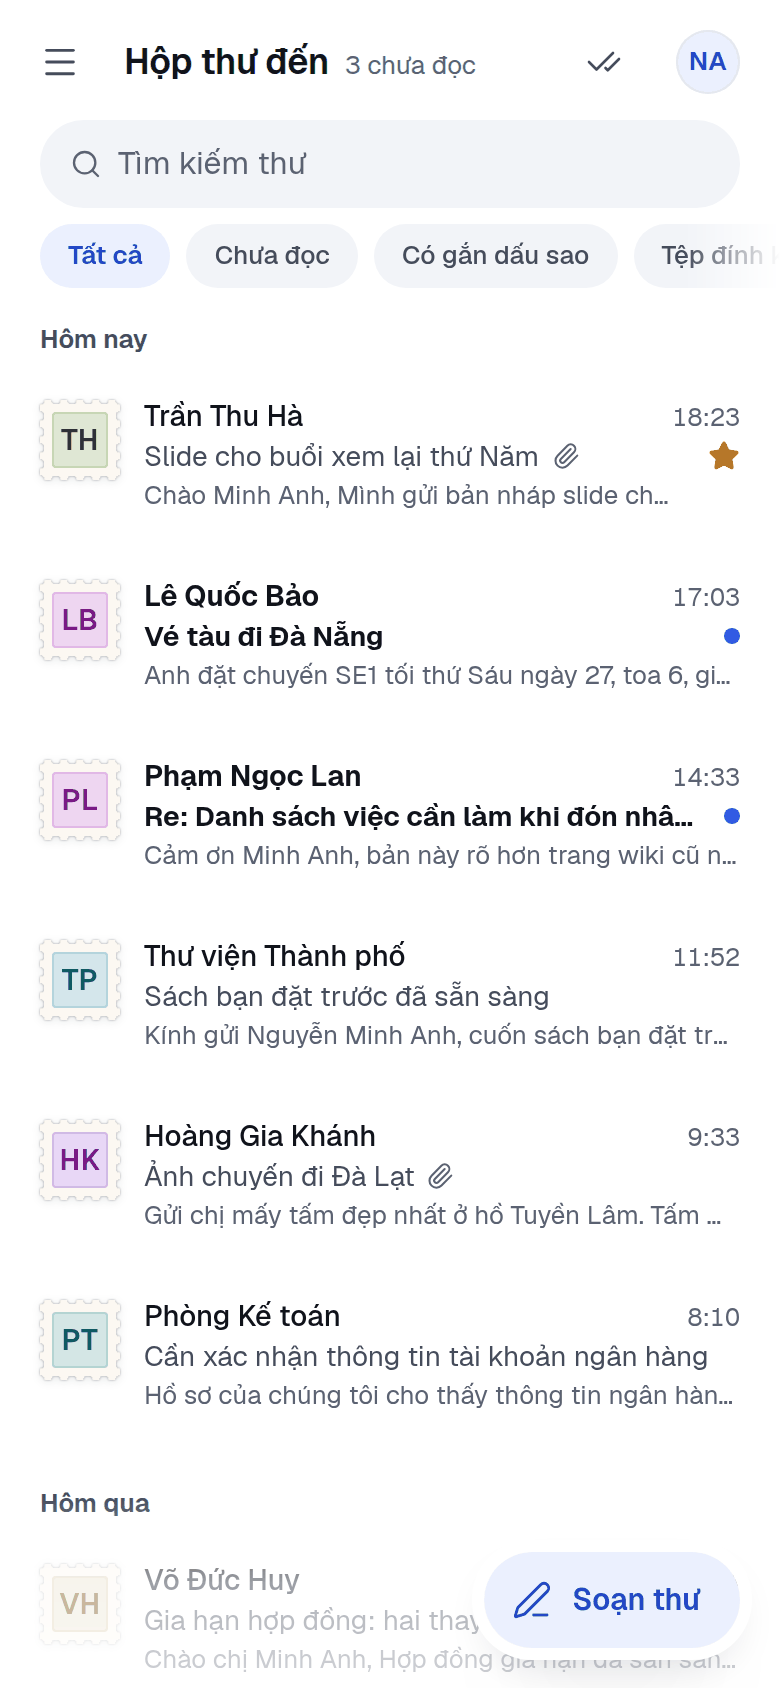 Hộp thư đến 3 chưa đọc
NA
Tìm kiếm thư
Tất cả Chưa đọc Có gắn dấu sao Tệp đính
Hôm nay
TH Trần Thu Hà 18:23
Slide cho buổi xem lại thứ Năm
Chào Minh Anh, Mình gửi bản nháp slide ch...
LB Lê Quốc Bảo 17:03
Vé tàu đi Đà Nẵng
Anh đặt chuyến SE1 tối thứ Sáu ngày 27, toa 6, gi...
PL Phạm Ngọc Lan 14:33
Re: Danh sách việc cần làm khi đón nhâ...
Cảm ơn Minh Anh, bản này rõ hơn trang wiki cũ n...
TP Thư viện Thành phố 11:52
Sách bạn đặt trước đã sẵn sàng
Kính gửi Nguyễn Minh Anh, cuốn sách bạn đặt tr...
HK Hoàng Gia Khánh 9:33
Ảnh chuyến đi Đà Lạt
Gửi chị mấy tấm đẹp nhất ở hồ Tuyền Lâm. Tấm ...
PT Phòng Kế toán 8:10
Cần xác nhận thông tin tài khoản ngân hàng
Hồ sơ của chúng tôi cho thấy thông tin ngân hàn...
Hôm qua
VH Võ Đức Huy
Gia hạn hợp đồng: hai thay
Soạn thư
Chào chị Minh Anh, Hợp đồng gia hạn đã sẵn sàn...